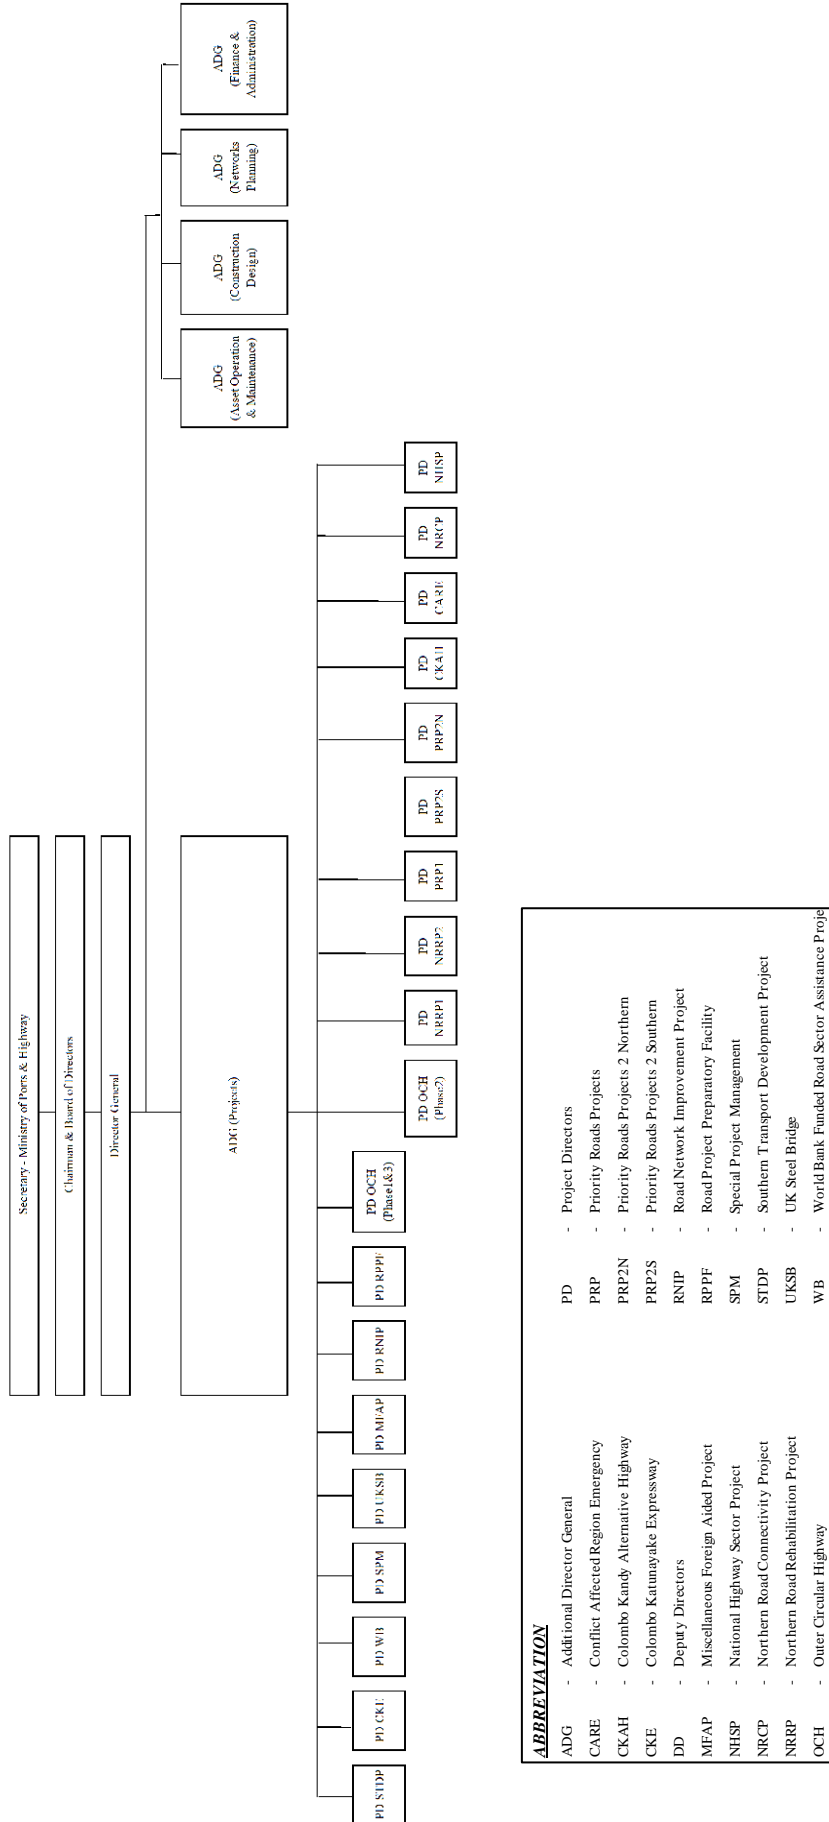 Secretary - Ministry of Ports & Highway
Chairman & Board of Directors
Director General
ADG (Projects)
ADG
(Asset Operation
& Maintenance)
ADG
(Construction
Design)
ADG
(Networks
Planning)
ADG
(Finance &
Administration)
PD STDP
PD CKE
PD WB
PD SPM
PD UKSB
PD MFAP
PD RNIP
PD RPPF
PD OCH
(Phase1&3)
PD OCH
(Phase2)
PD
NRRP1
PD
NRRP2
PD
PRP1
PD
PRP2S
PD
PRP2N
PD
CKAH
PD
CARE
PD
NRCP
PD
NHSP
ABBREVIATION
ADG - Additional Director General
CARE - Conflict Affected Region Emergency
CKAH - Colombo Kandy Alternative Highway
CKE - Colombo Katunayake Expressway
DD - Deputy Directors
MFAP - Miscellaneous Foreign Aided Project
NHSP - National Highway Sector Project
NRCP - Northern Road Connectivity Project
NRRP - Northern Road Rehabilitation Project
OCH - Outer Circular Highway
PD - Project Directors
PRP - Priority Roads Projects
PRP2N - Priority Roads Projects 2 Northern
PRP2S - Priority Roads Projects 2 Southern
RNIP - Road Network Improvement Project
RPPF - Road Project Preparatory Facility
SPM - Special Project Management
STDP - Southern Transport Development Project
UKSB - UK Steel Bridge
WB - World Bank Funded Road Sector Assistance Proje